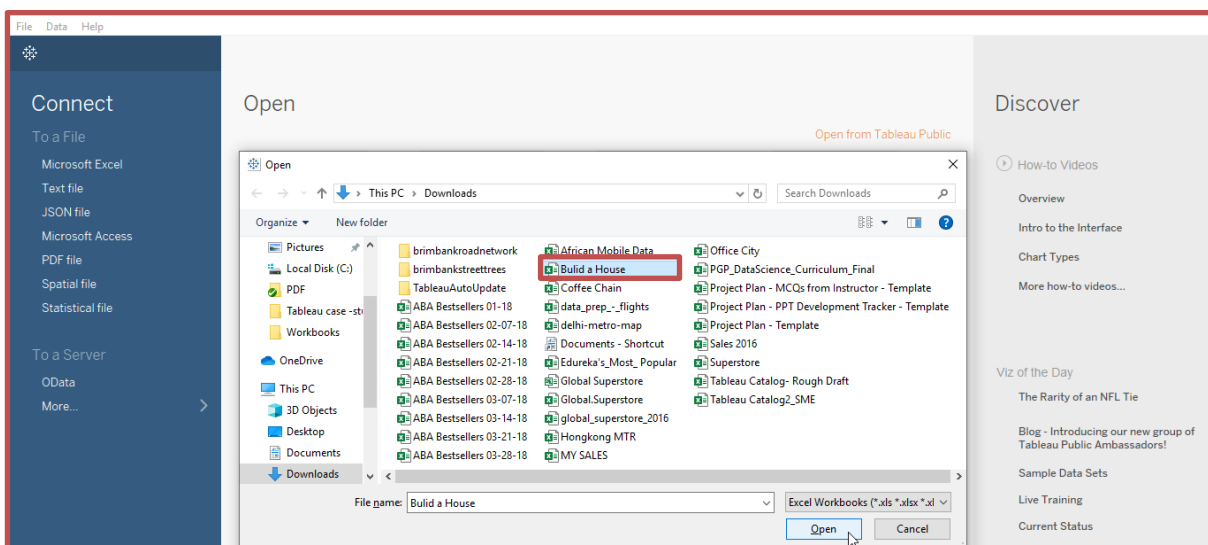 File Data Help
Connect
To a File
Microsoft Excel
Text file
JSON file
Microsoft Access
PDF file
Spatial file
Statistical file
To a Server
OData
More...
Open
Open from Tableau Public
Open
This PC > Downloads
Search Downloads
Organize
New folder
Pictures
Local Disk (C:)
PDF
Tableau case -st
Workbooks
OneDrive
This PC
3D Objects
Desktop
Documents
Downloads
brimbankroadnetwork
brimbankstreettrees
TableauAutoUpdate
ABA Bestsellers 01-18
ABA Bestsellers 02-07-18
ABA Bestsellers 02-14-18
ABA Bestsellers 02-21-18
ABA Bestsellers 02-28-18
ABA Bestsellers 03-07-18
ABA Bestsellers 03-14-18
ABA Bestsellers 03-21-18
ABA Bestsellers 03-28-18
African Mobile Data
Bulid a House
Coffee Chain
data_prep_-_flights
delhi-metro-map
Documents - Shortcut
Edureka's_Most_ Popular
Global Superstore
Global.Superstore
global_superstore_2016
Hongkong MTR
MY SALES
Office City
PGP_DataScience_Curriculum_Final
Project Plan - MCQs from Instructor - Template
Project Plan - PPT Development Tracker - Template
Project Plan - Template
Sales 2016
Superstore
Tableau Catalog- Rough Draft
Tableau Catalog2_SME
File name: Bulid a House
Excel Workbooks (*.xls *.xlsx *.xl
Open
Cancel
Discover
How-to Videos
Overview
Intro to the Interface
Chart Types
More how-to videos...
Viz of the Day
The Rarity of an NFL Tie
Blog - Introducing our new group of
Tableau Public Ambassadors!
Sample Data Sets
Live Training
Current Status